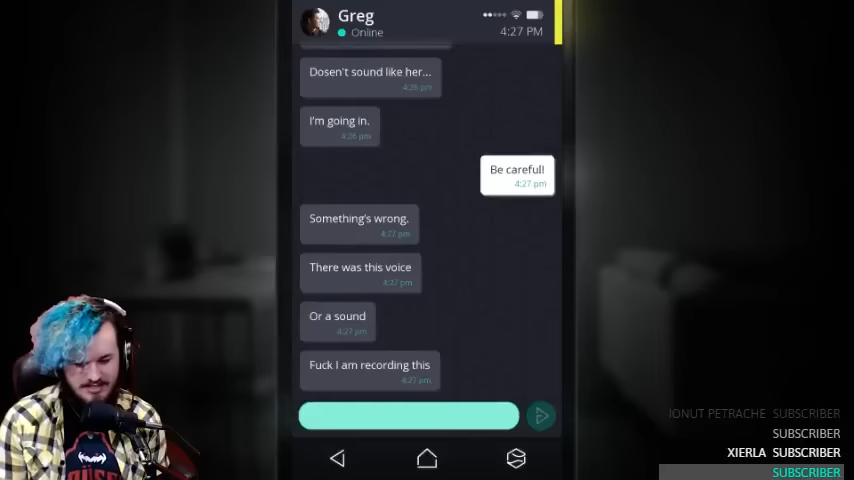 Greg
Online
4:27 PM
Dosen't sound like her...
4:26 pm
I'm going in.
4:26 pm
Be careful!
4:27 pm
Something's wrong.
4:27 pm
There was this voice
4:27 pm
Or a sound
4:27 pm
Fuck I am recording this
4:27 pm
IONUT PETRACHE SUBSCRIBER
SUBSCRIBER
XIERLA SUBSCRIBER
SUBSCRIBER